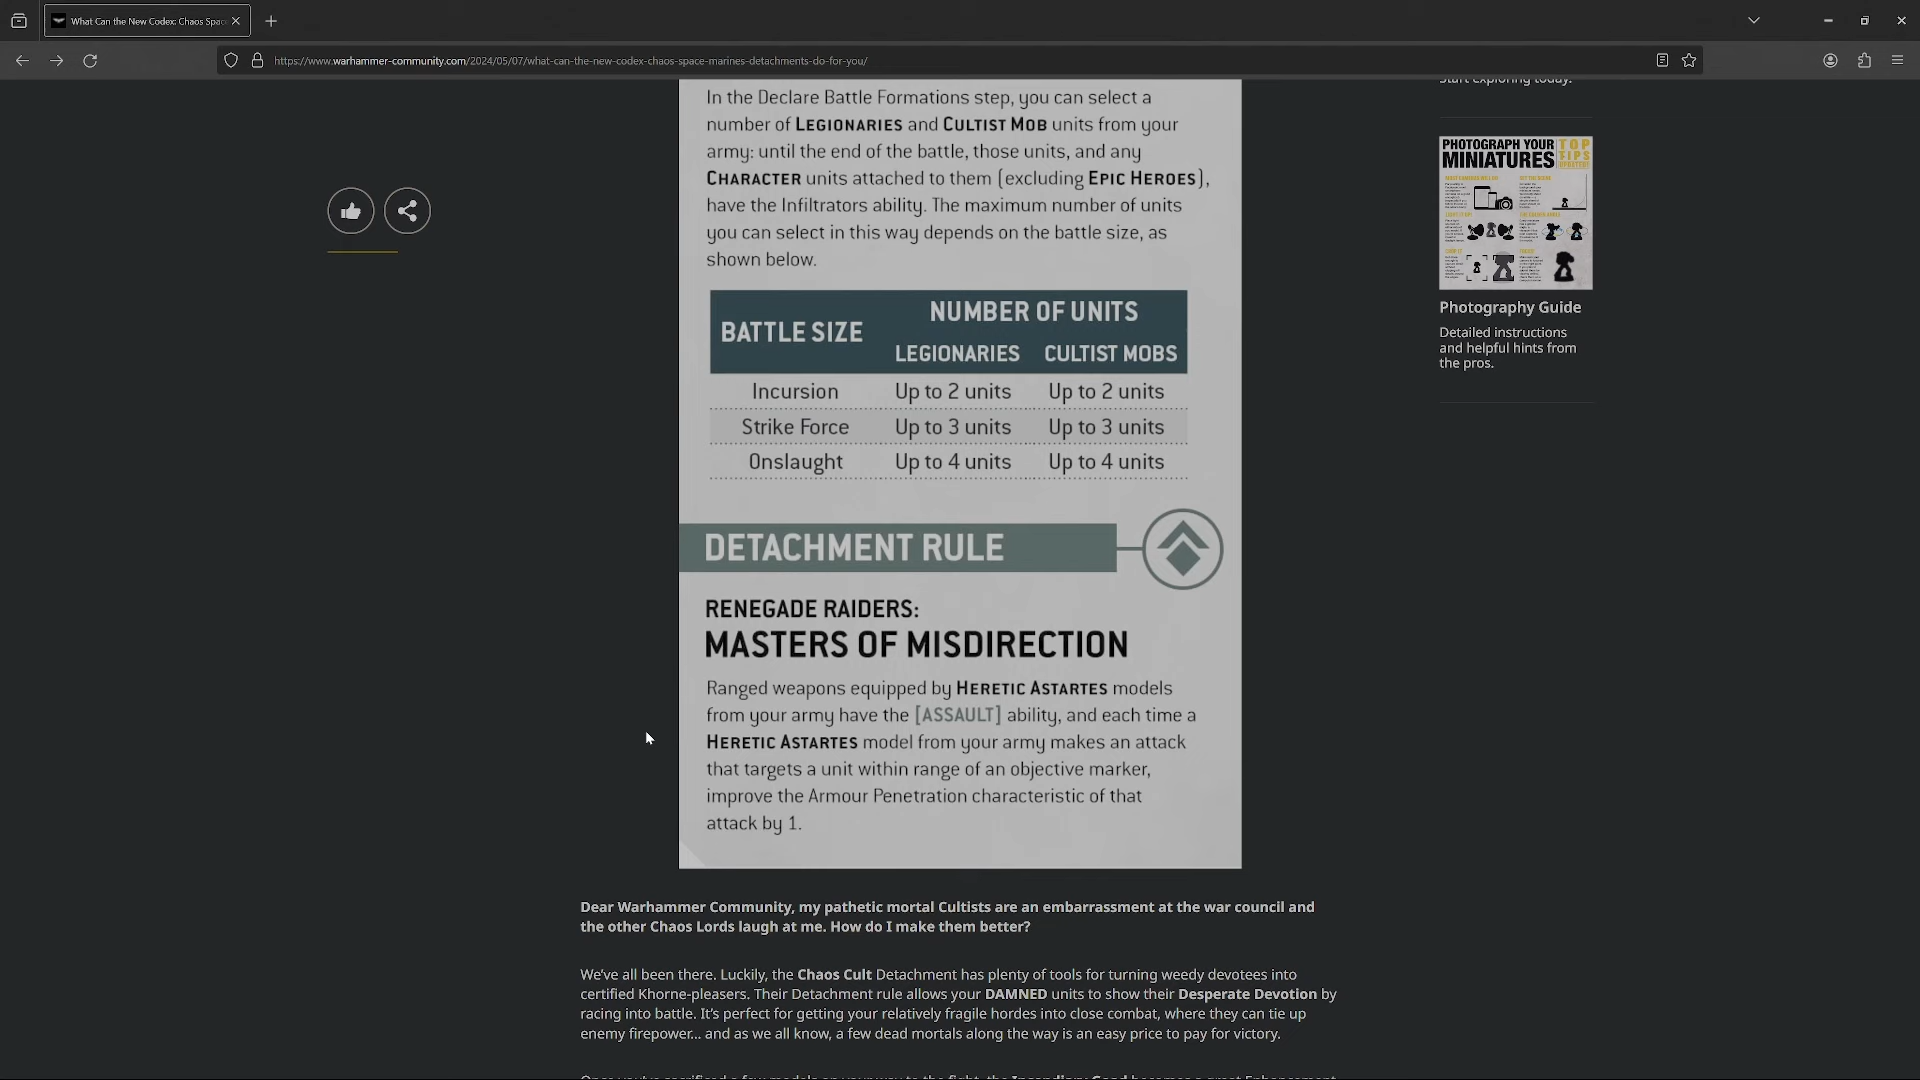 What Can the New Codex: Chaos Spac
https://www.warhammer-community.com/2024/05/07/what-can-the-new-codex-chaos-space-marines-detachments-do-for-you/
In the Declare Battle Formations step, you can select a
number of LEGIONARIES and CULTIST MOB units from your
army: until the end of the battle, those units, and any
CHARACTER units attached to them (excluding EPIC HEROES),
have the Infiltrators ability. The maximum number of units
you can select in this way depends on the battle size, as
shown below.
BATTLE SIZE
NUMBER OF UNITS
LEGIONARIES CULTIST MOBS
Incursion Up to 2 units Up to 2 units
Strike Force Up to 3 units Up to 3 units
Onslaught Up to 4 units Up to 4 units
DETACHMENT RULE
RENEGADE RAIDERS:
MASTERS OF MISDIRECTION
Ranged weapons equipped by HERETIC ASTARTES models
from your army have the [ASSAULT] ability, and each time a
HERETIC ASTARTES model from your army makes an attack
that targets a unit within range of an objective marker,
improve the Armour Penetration characteristic of that
attack by 1.
Dear Warhammer Community, my pathetic mortal Cultists are an embarrassment at the war council and
the other Chaos Lords laugh at me. How do I make them better?
We've all been there. Luckily, the Chaos Cult Detachment has plenty of tools for turning weedy devotees into
certified Khorne-pleasers. Their Detachment rule allows your DAMNED units to show their Desperate Devotion by
racing into battle. It's perfect for getting your relatively fragile hordes into close combat, where they can tie up
enemy firepower... and as we all know, a few dead mortals along the way is an easy price to pay for victory.
Start exploring today.
PHOTOGRAPH YOUR
MINIATURES
TOP
TIPS
Photography Guide
Detailed instructions
and helpful hints from
the pros.